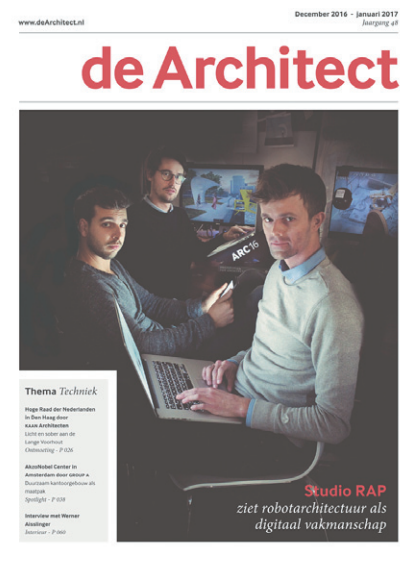 December 2016 - januari 2017
www.deArchitect.nl
Jaargang 48
de Architect
ARC16
Thema Techniek
Hoge Raad der Nederlanden
in Den Haag door
KAAN Architecten
Licht en sober aan de
Lange Voorhout
Ontmoeting - P 026
AkzoNobel Center in
Amsterdam door GROUP A
Duurzaam kantoorgebouw als
maatpak
Spotlight - P 038
Interview met Werner
Aisslinger
Interieur - P 060
Studio RAP
ziet robotarchitectuur als
digitaal vakmanschap